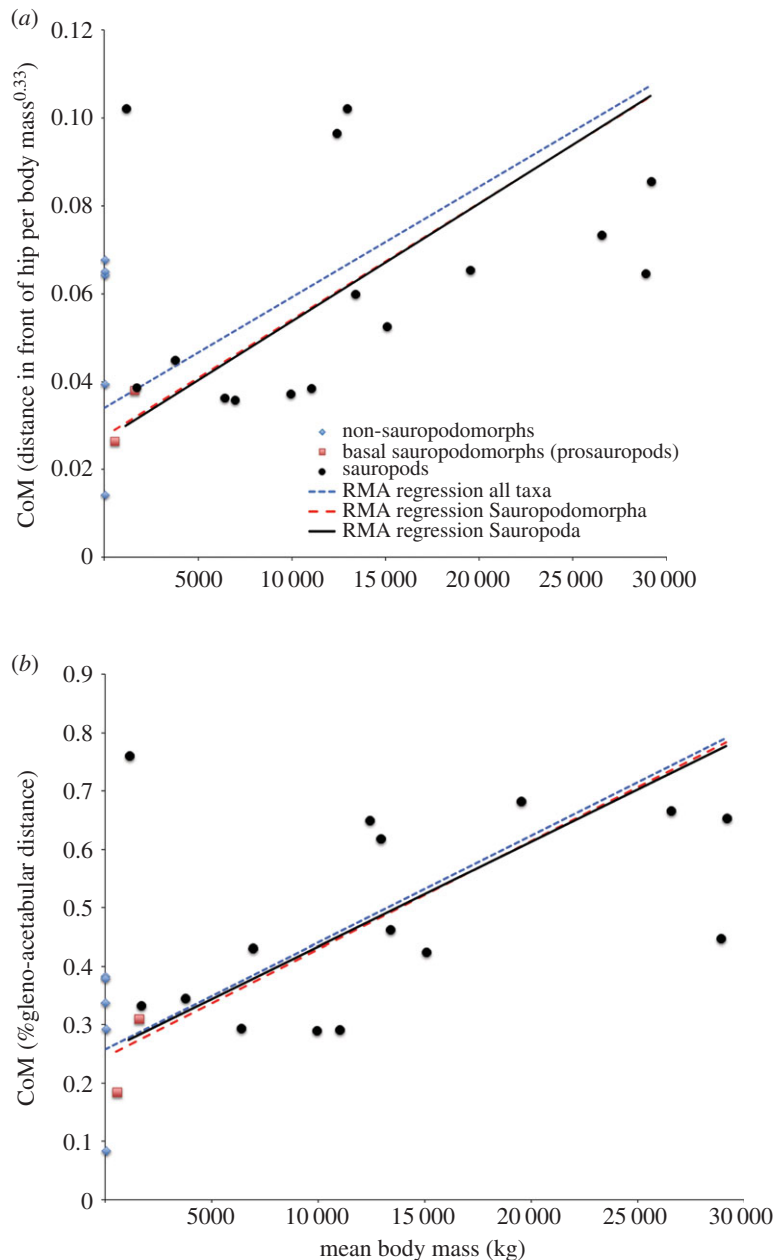 (a)
0.12
0.10
0.08
0.06
0.04
0.02
0
CoM (distance in front of hip per body mass^0.33)
non-sauropodomorphs
basal sauropodomorphs (prosauropods)
sauropods
RMA regression all taxa
RMA regression Sauropodomorpha
RMA regression Sauropoda
5000 10 000 15 000 20 000 25 000 30 000
(b)
0.9
0.8
0.7
0.6
0.5
0.4
0.3
0.2
0.1
0
CoM (%gleno-acetabular distance)
5000 10 000 15 000 20 000 25 000 30 000
mean body mass (kg)